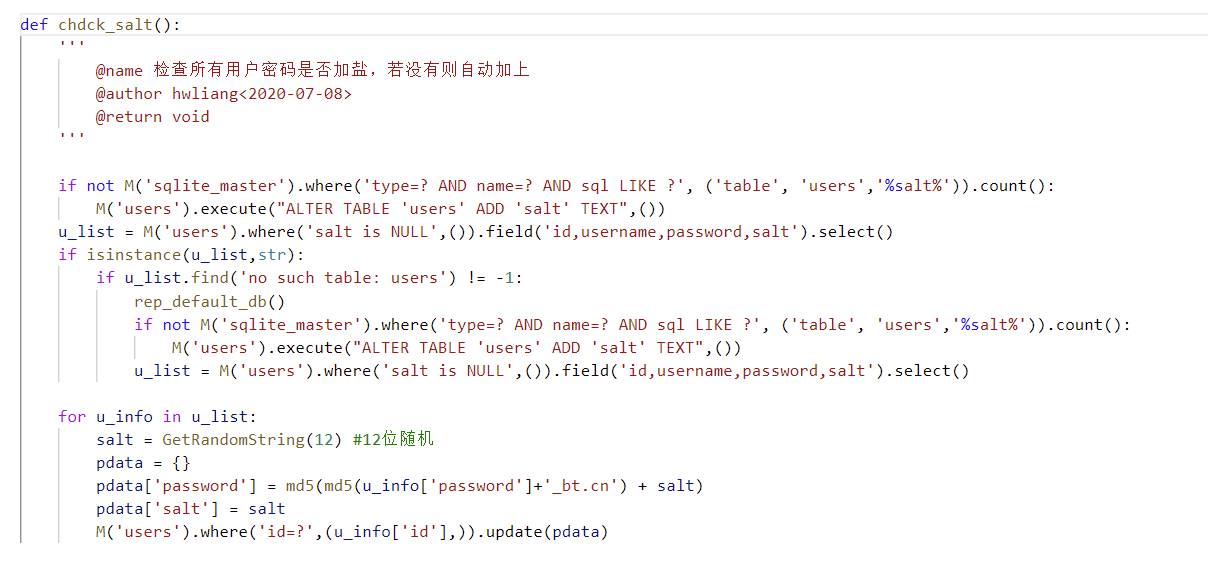 def chdck_salt():
    '''
        @name 检查所有用户密码是否加盐，若没有则自动加上
        @author hwliang<2020-07-08>
        @return void
    '''
    if not M('sqlite_master').where('type=? AND name=? AND sql LIKE ?', ('table', 'users','%salt%')).count():
        M('users').execute("ALTER TABLE 'users' ADD 'salt' TEXT",())
    u_list = M('users').where('salt is NULL',()).field('id,username,password,salt').select()
    if isinstance(u_list,str):
        if u_list.find('no such table: users') != -1:
            rep_default_db()
            if not M('sqlite_master').where('type=? AND name=? AND sql LIKE ?', ('table', 'users','%salt%')).count():
                M('users').execute("ALTER TABLE 'users' ADD 'salt' TEXT",())
            u_list = M('users').where('salt is NULL',()).field('id,username,password,salt').select()
    for u_info in u_list:
        salt = GetRandomString(12) #12位随机
        pdata = {}
        pdata['password'] = md5(md5(u_info['password']+'_bt.cn') + salt)
        pdata['salt'] = salt
        M('users').where('id=?',(u_info['id'],)).update(pdata)